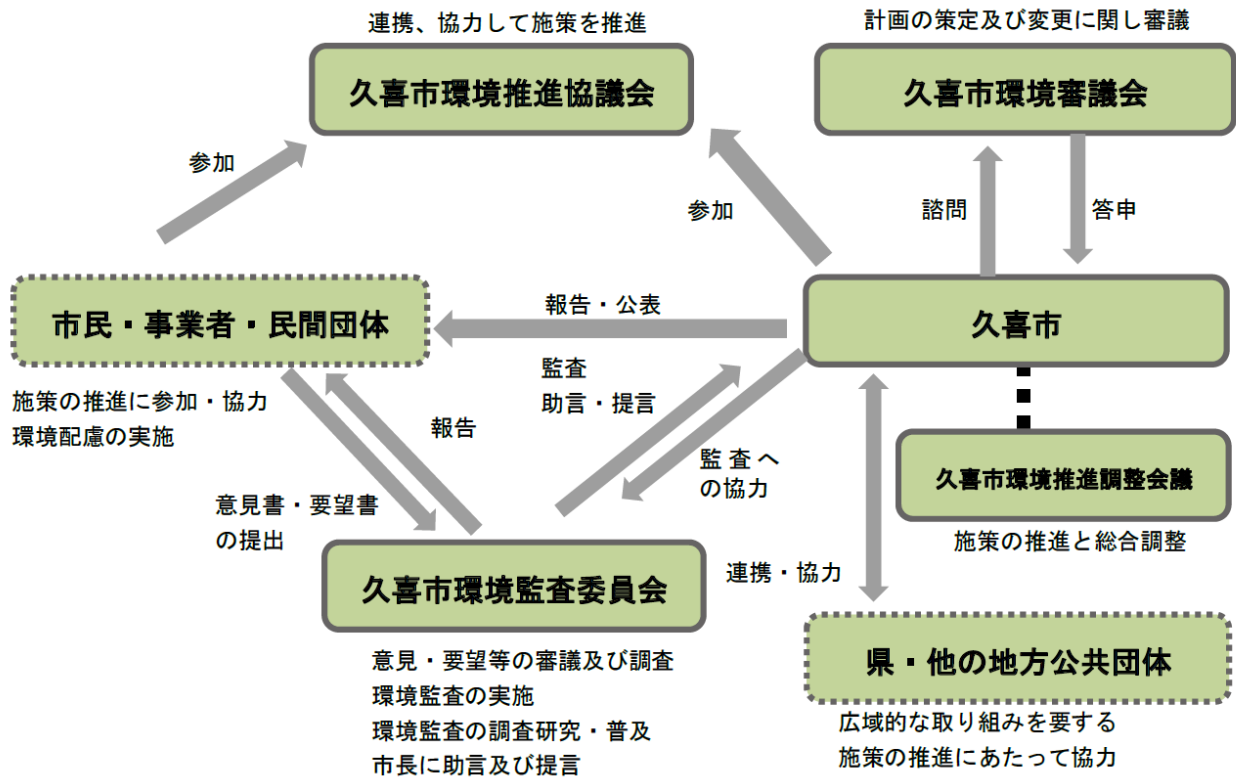 連携、協力して施策を推進
久喜市環境推進協議会
計画の策定及び変更に関し審議
久喜市環境審議会
参加
参加
諮問
答申
市民・事業者・民間団体
施策の推進に参加・協力
環境配慮の実施
報告・公表
久喜市
監査
助言・提言
報告
監査へ
の協力
意見書・要望書
の提出
久喜市環境推進調整会議
施策の推進と総合調整
連携・協力
久喜市環境監査委員会
意見・要望等の審議及び調査
環境監査の実施
環境監査の調査研究・普及
市長に助言及び提言
県・他の地方公共団体
広域的な取り組みを要する
施策の推進にあたって協力